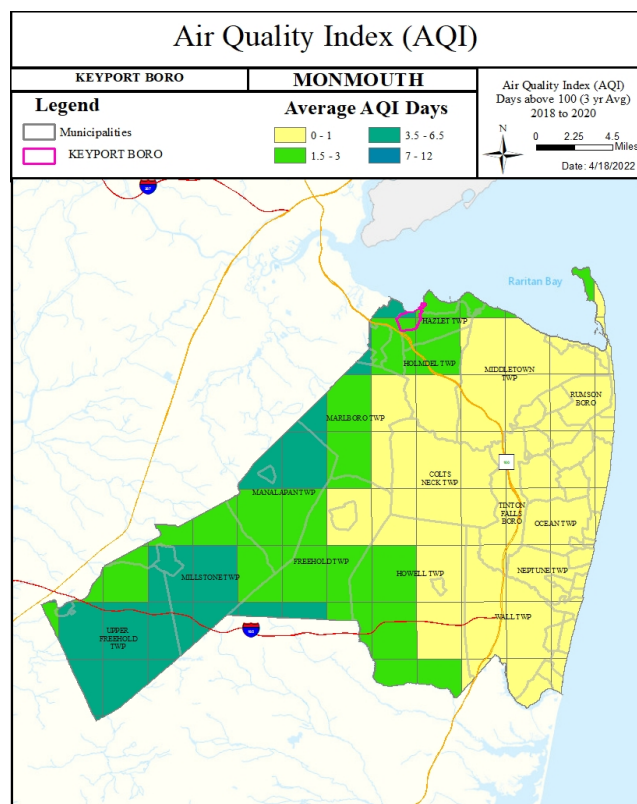 Air Quality Index (AQI)
KEYPORT BORO
MONMOUTH
Air Quality Index (AQI)
Days above 100 (3 yr Avg)
2018 to 2020
Legend
Municipalities
KEYPORT BORO
Average AQI Days
0 - 1
3.5 - 6.5
1.5 - 3
7 - 12
N
0 2.25 4.5
Miles
Date: 4/18/2022
Raritan Bay
HAZLET TWP
HOLMDEL TWP
MIDDLETOWN
TWP
RUMSON
BORO
MARLBORO TWP
COLTS
NECK TWP
MANALAPAN TWP
TINTON
FALLS
BORO
OCEAN TWP
FREEHOLD TWP
MILLSTONE TWP
HOWELL TWP
NEPTUNE TWP
WALL TWP
UPPER
FREEHOLD
TWP